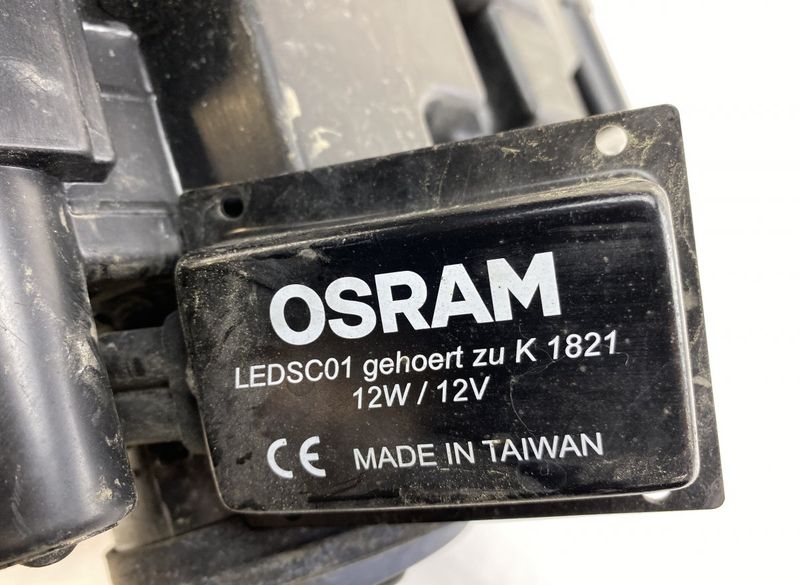 OSRAM
LEDSC01 gehoert zu K 1821
12W / 12V
CE MADE IN TAIWAN